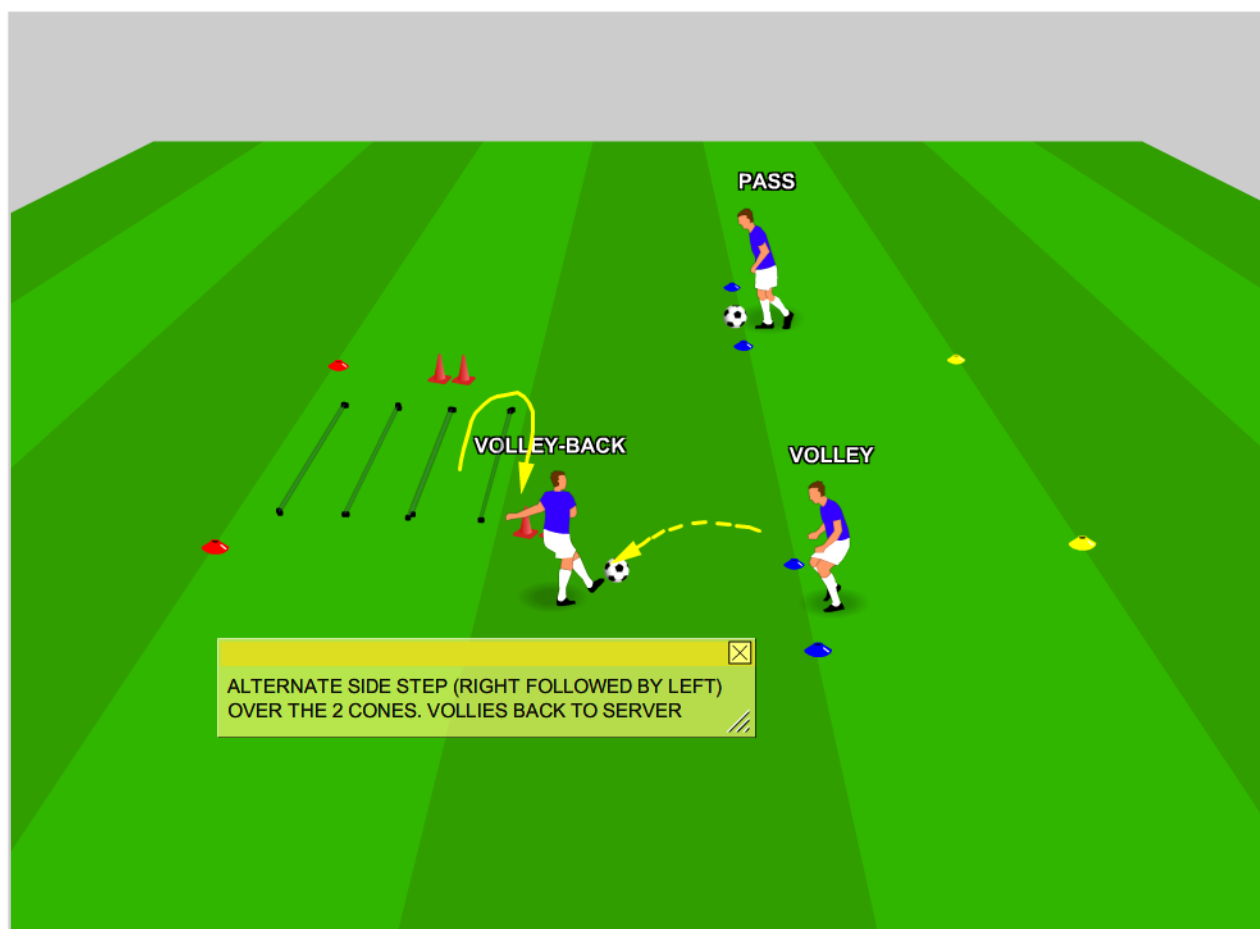 PASS
VOLLEY-BACK
VOLLEY
ALTERNATE SIDE STEP (RIGHT FOLLOWED BY LEFT)
OVER THE 2 CONES. VOLLIES BACK TO SERVER